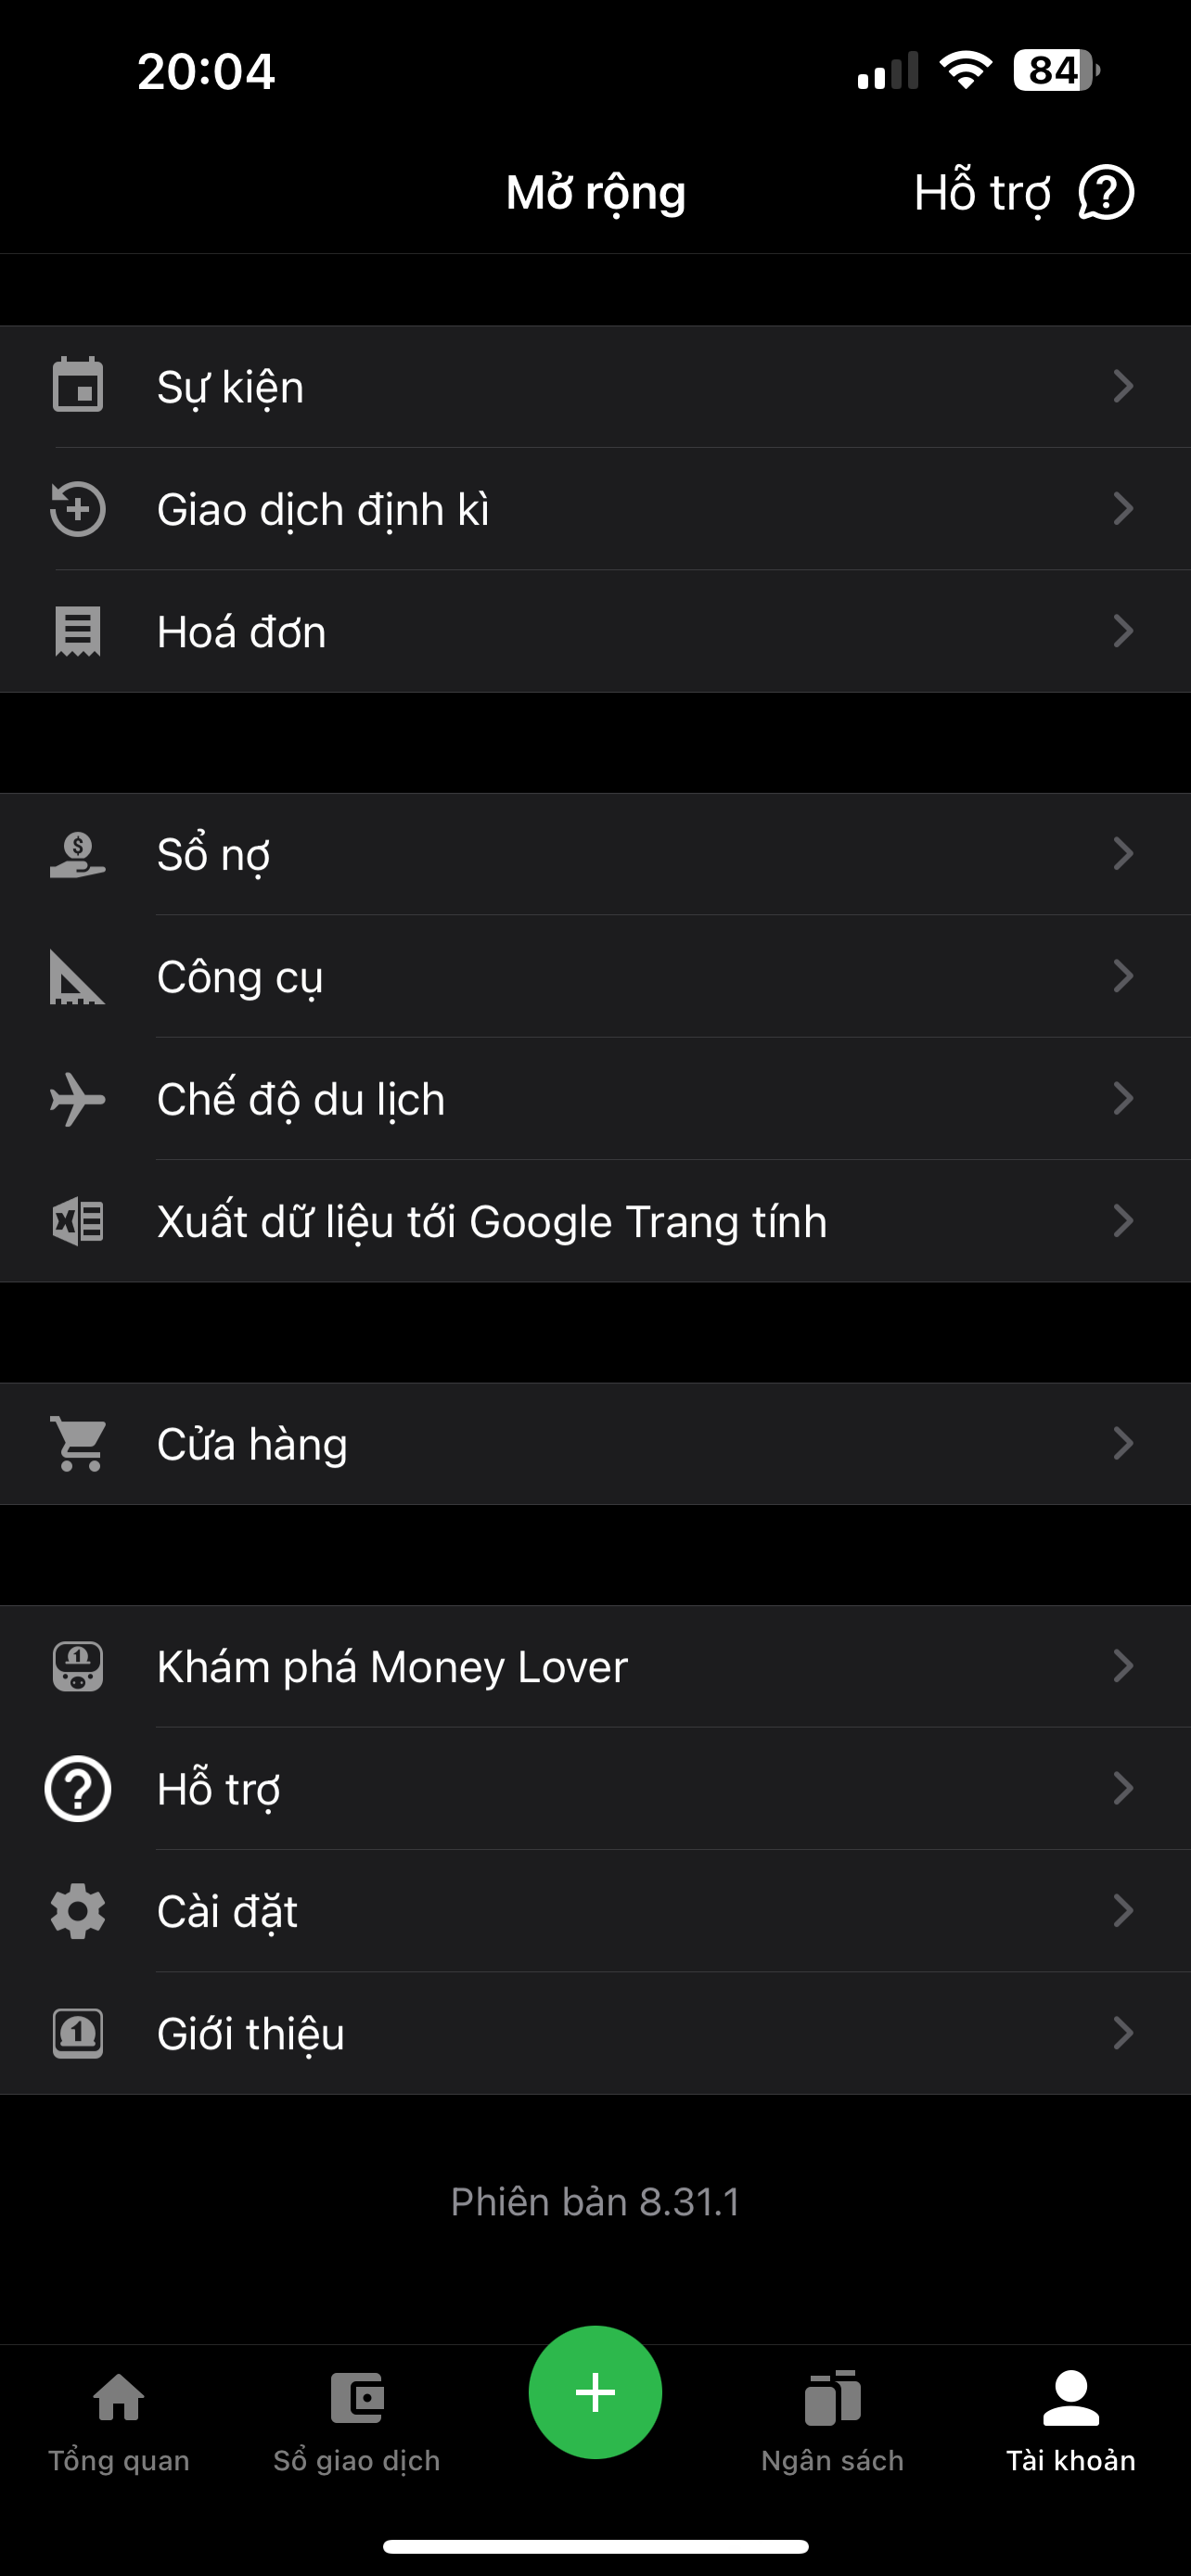 20:04
84
Mở rộng
Hỗ trợ
Sự kiện
Giao dịch định kì
Hoá đơn
Sổ nợ
Công cụ
Chế độ du lịch
Xuất dữ liệu tới Google Trang tính
Cửa hàng
Khám phá Money Lover
Hỗ trợ
Cài đặt
Giới thiệu
Phiên bản 8.31.1
Tổng quan
Sổ giao dịch
Ngân sách
Tài khoản